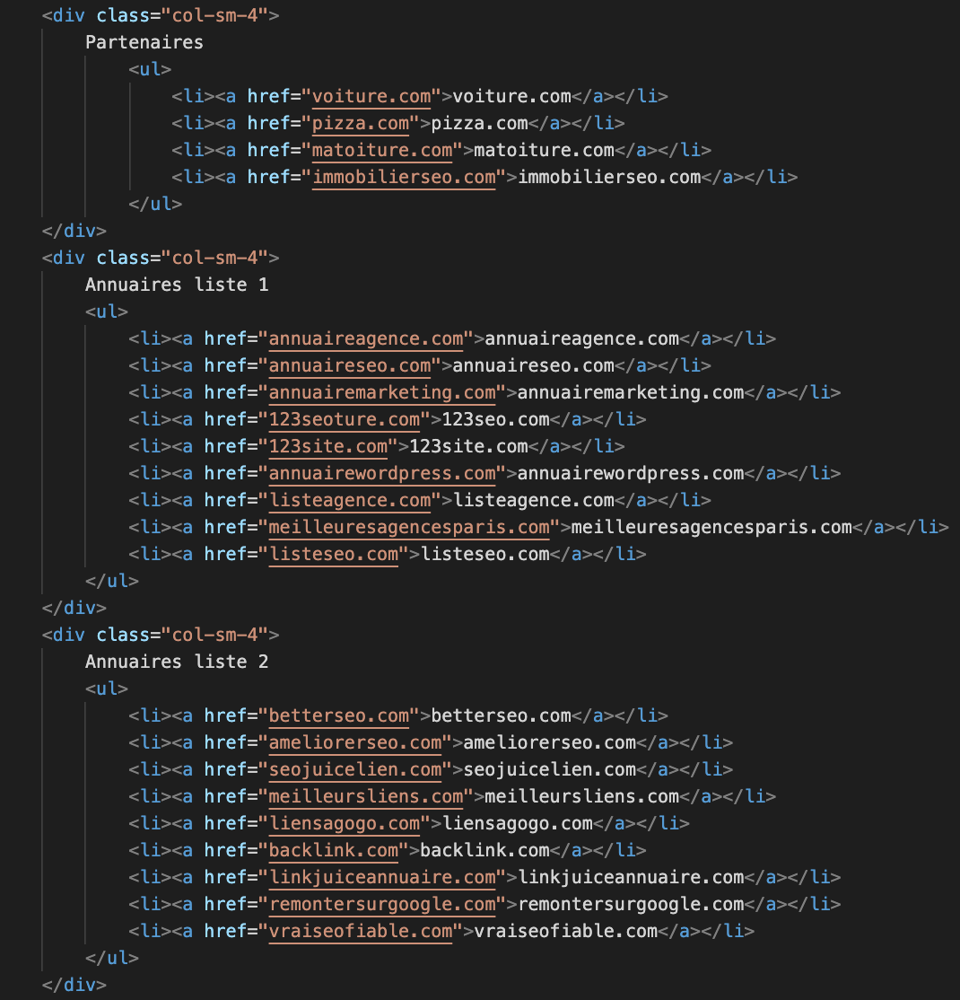 <div class="col-sm-4">
    Partenaires
        <ul>
            <li><a href="voiture.com">voiture.com</a></li>
            <li><a href="pizza.com">pizza.com</a></li>
            <li><a href="matoiture.com">matoiture.com</a></li>
            <li><a href="immobilierseo.com">immobilierseo.com</a></li>
        </ul>
</div>
<div class="col-sm-4">
    Annuaires liste 1
    <ul>
        <li><a href="annuaireagence.com">annuaireagence.com</a></li>
        <li><a href="annuaireseo.com">annuaireseo.com</a></li>
        <li><a href="annuairemarketing.com">annuairemarketing.com</a></li>
        <li><a href="123seoture.com">123seo.com</a></li>
        <li><a href="123site.com">123site.com</a></li>
        <li><a href="annuairewordpress.com">annuairewordpress.com</a></li>
        <li><a href="listeagence.com">listeagence.com</a></li>
        <li><a href="meilleuresagencesparis.com">meilleuresagencesparis.com</a></li>
        <li><a href="listeseo.com">listeseo.com</a></li>
    </ul>
</div>
<div class="col-sm-4">
    Annuaires liste 2
    <ul>
        <li><a href="betterseo.com">betterseo.com</a></li>
        <li><a href="ameliorerseo.com">ameliorerseo.com</a></li>
        <li><a href="seojuicelien.com">seojuicelien.com</a></li>
        <li><a href="meilleursliens.com">meilleursliens.com</a></li>
        <li><a href="liensagogo.com">liensagogo.com</a></li>
        <li><a href="backlink.com">backlink.com</a></li>
        <li><a href="linkjuiceannuaire.com">linkjuiceannuaire.com</a></li>
        <li><a href="remontersurgoogle.com">remontersurgoogle.com</a></li>
        <li><a href="vraiseofiable.com">vraiseofiable.com</a></li>
    </ul>
</div>